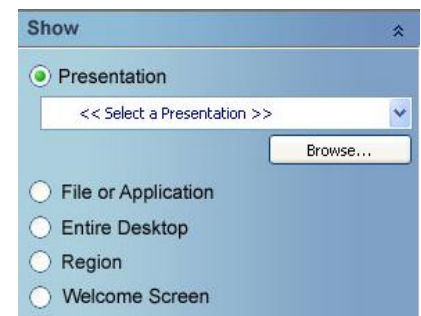 Show
Presentation
<< Select a Presentation >>
Browse...
File or Application
Entire Desktop
Region
Welcome Screen